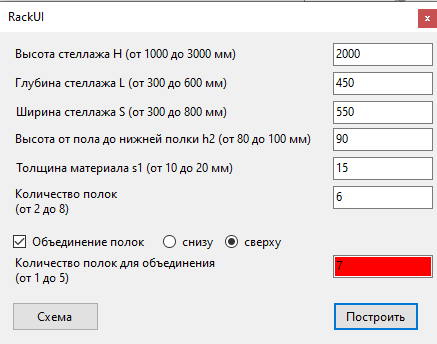 RackUI
x
Высота стеллажа H (от 1000 до 3000 мм) 2000
Глубина стеллажа L (от 300 до 600 мм) 450
Ширина стеллажа S (от 300 до 800 мм) 550
Высота от пола до нижней полки h2 (от 80 до 100 мм) 90
Толщина материала s1 (от 10 до 20 мм) 15
Количество полок
(от 2 до 8) 6
Объединение полок снизу сверху
Количество полок для объединения
(от 1 до 5) 7
Схема Построить